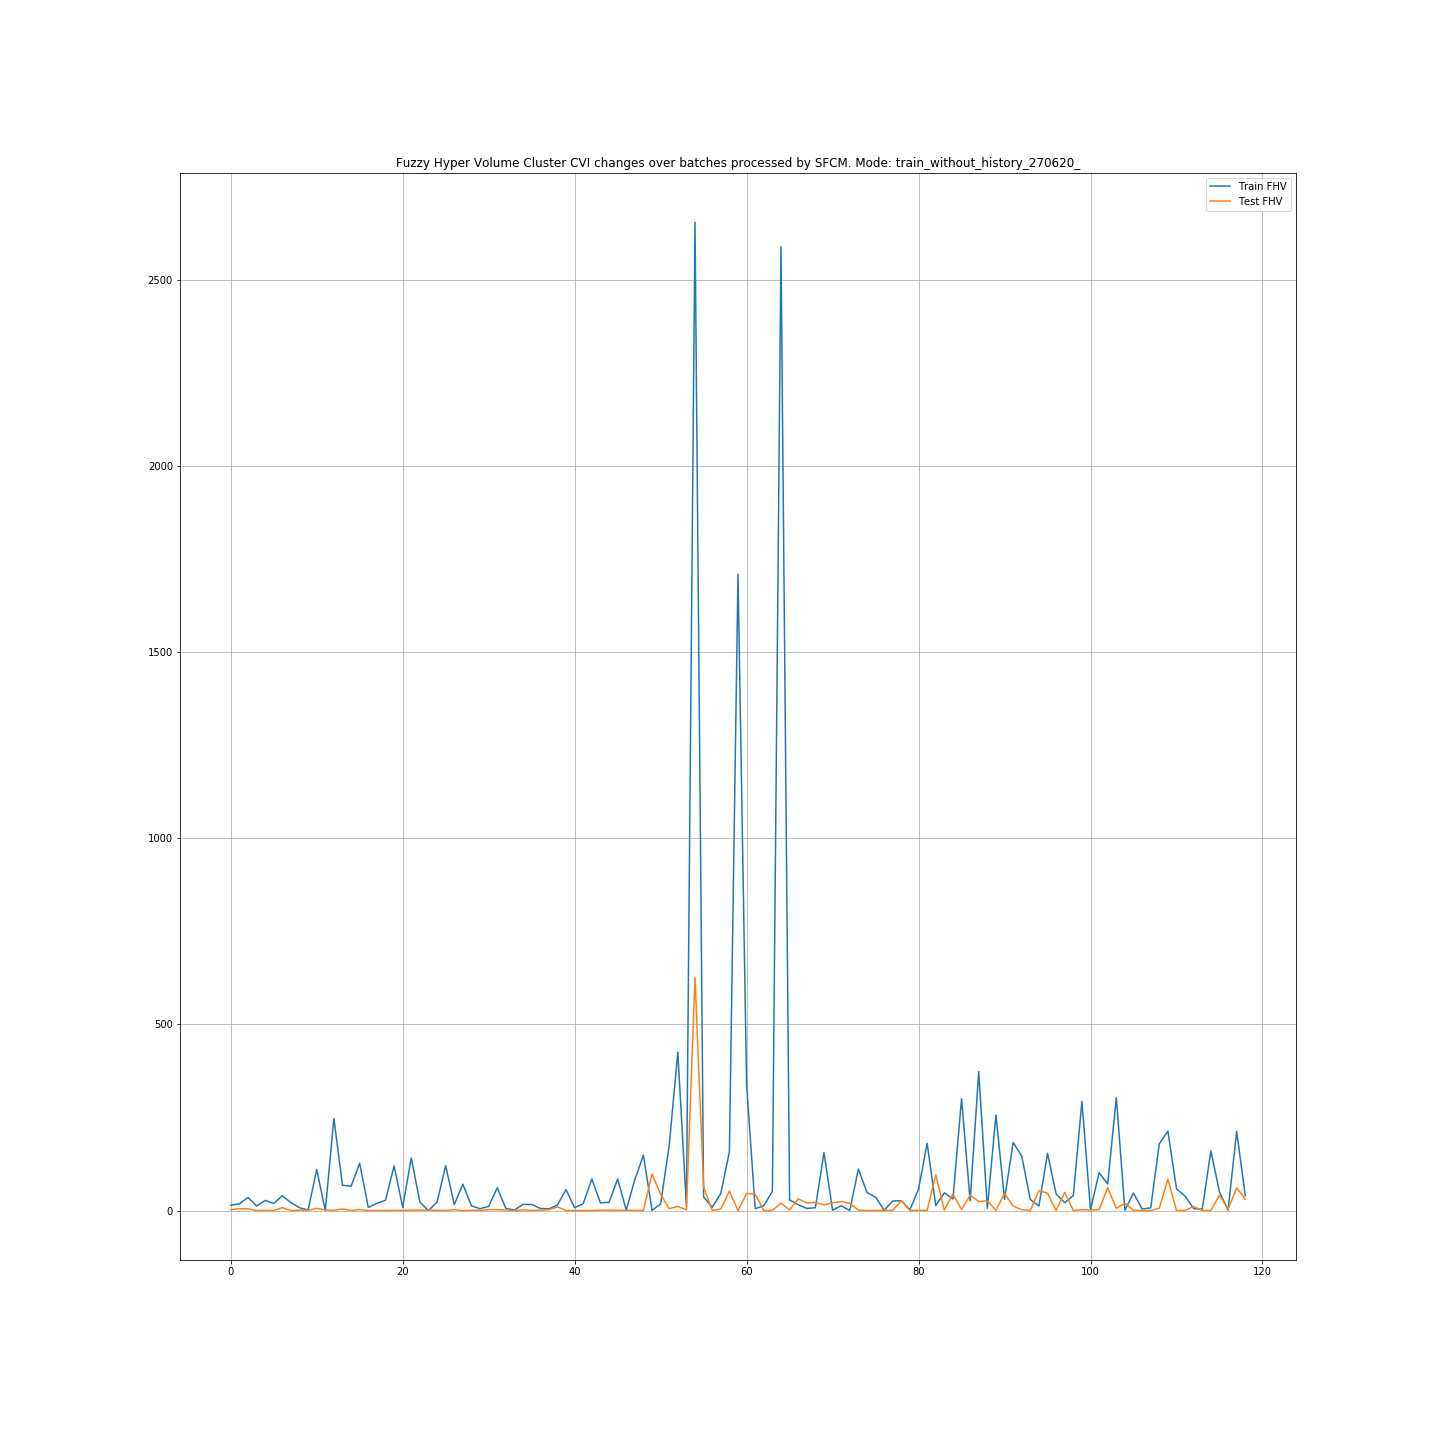 Fuzzy Hyper Volume Cluster CVI changes over batches processed by SFCM. Mode: train_without_history_270620_
Train FHV
Test FHV
2500
2000
1500
1000
500
0
0 20 40 60 80 100 120